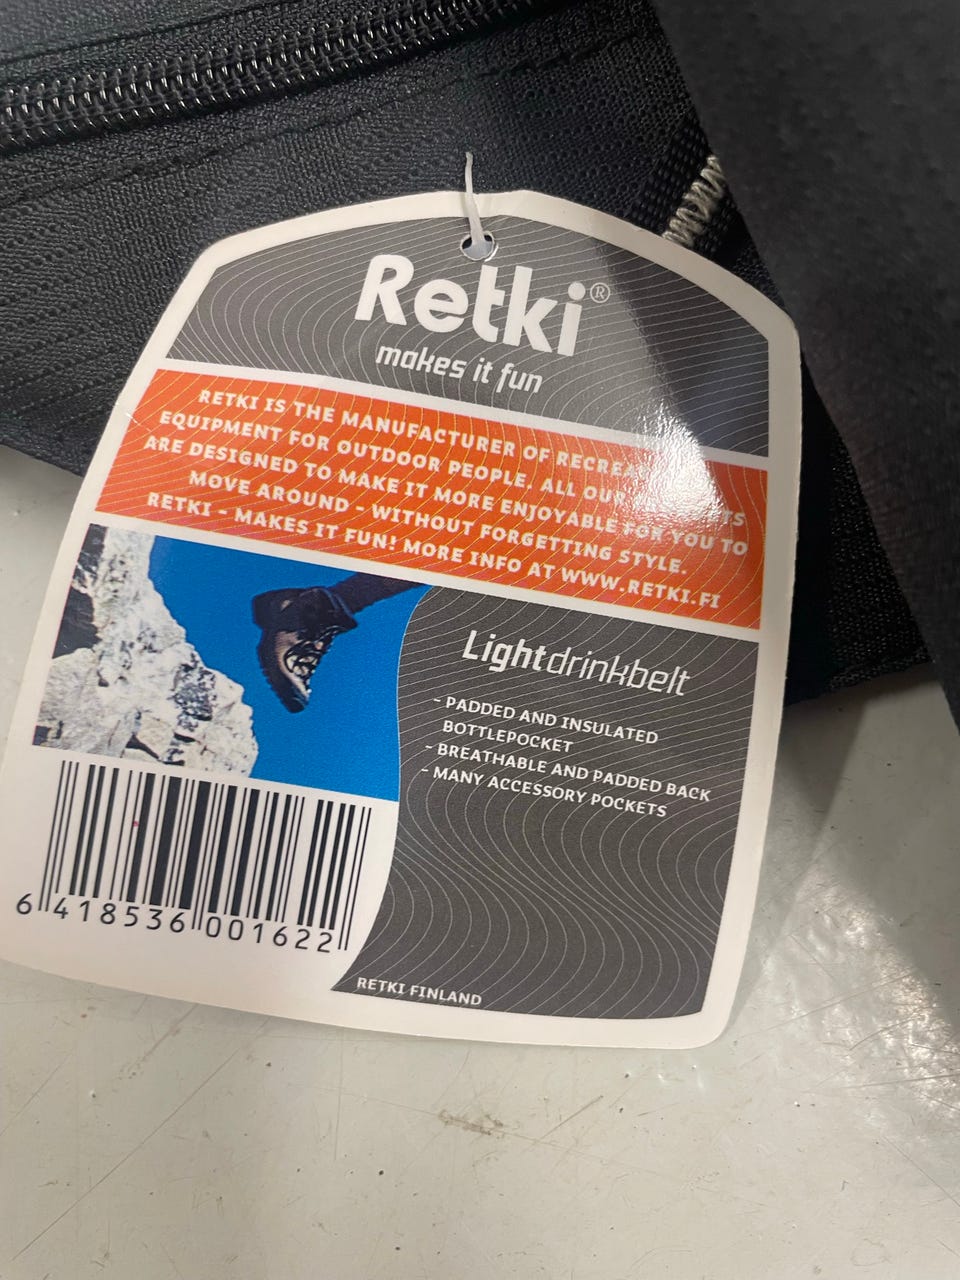 Retki®
makes it fun
RETKI IS THE MANUFACTURER OF
EQUIPMENT FOR OUTDOOR PEOPLE. ALL OUR
ARE DESIGNED TO MAKE IT MORE ENJOYABLE FOR YOU TO
MOVE AROUND - WITHOUT FORGETTING STYLE.
RETKI - MAKES IT FUN! MORE INFO AT WWW.RETKI.FI
Lightdrinkbelt
- PADDED AND INSULATED
BOTTLEPOCKET
- BREATHABLE AND PADDED BACK
- MANY ACCESSORY POCKETS
6 418536 001622
RETKI FINLAND